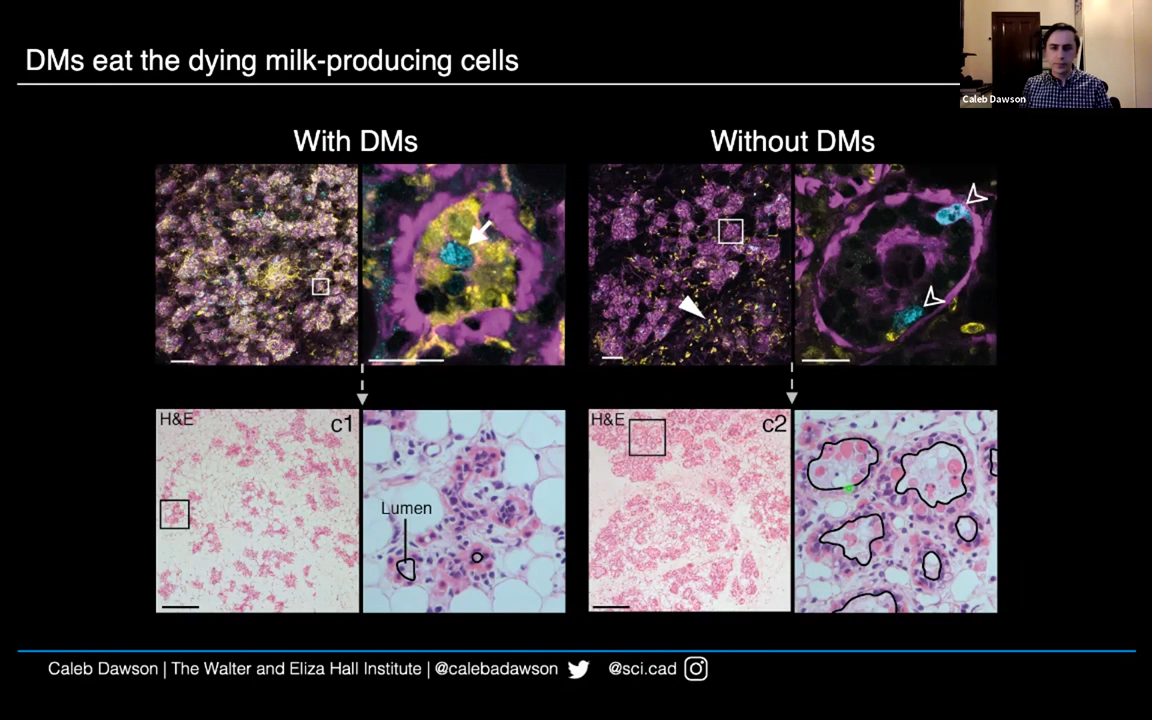 DMs eat the dying milk-producing cells
Caleb Dawson
With DMs
Without DMs
H&E
c1
Lumen
H&E
c2
Caleb Dawson | The Walter and Eliza Hall Institute | @calebadawson
@sci.cad